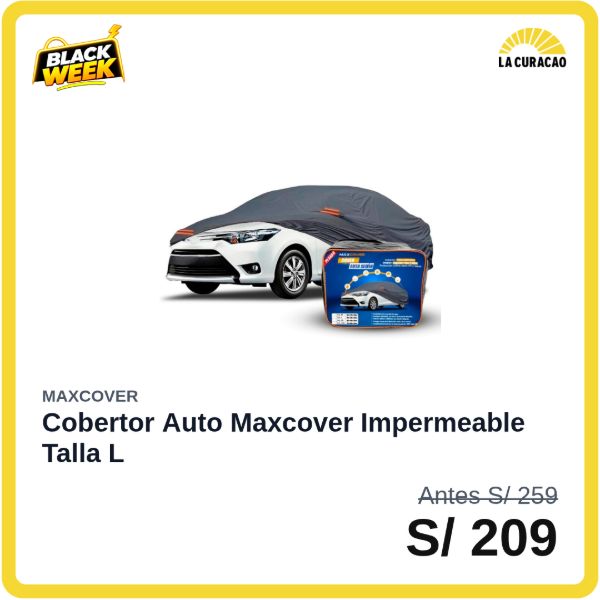 BLACK
WEEK
LA CURACAO
MAXCOVER
Cobertor Auto Maxcover Impermeable
Talla L
Antes S/ 259
S/ 209